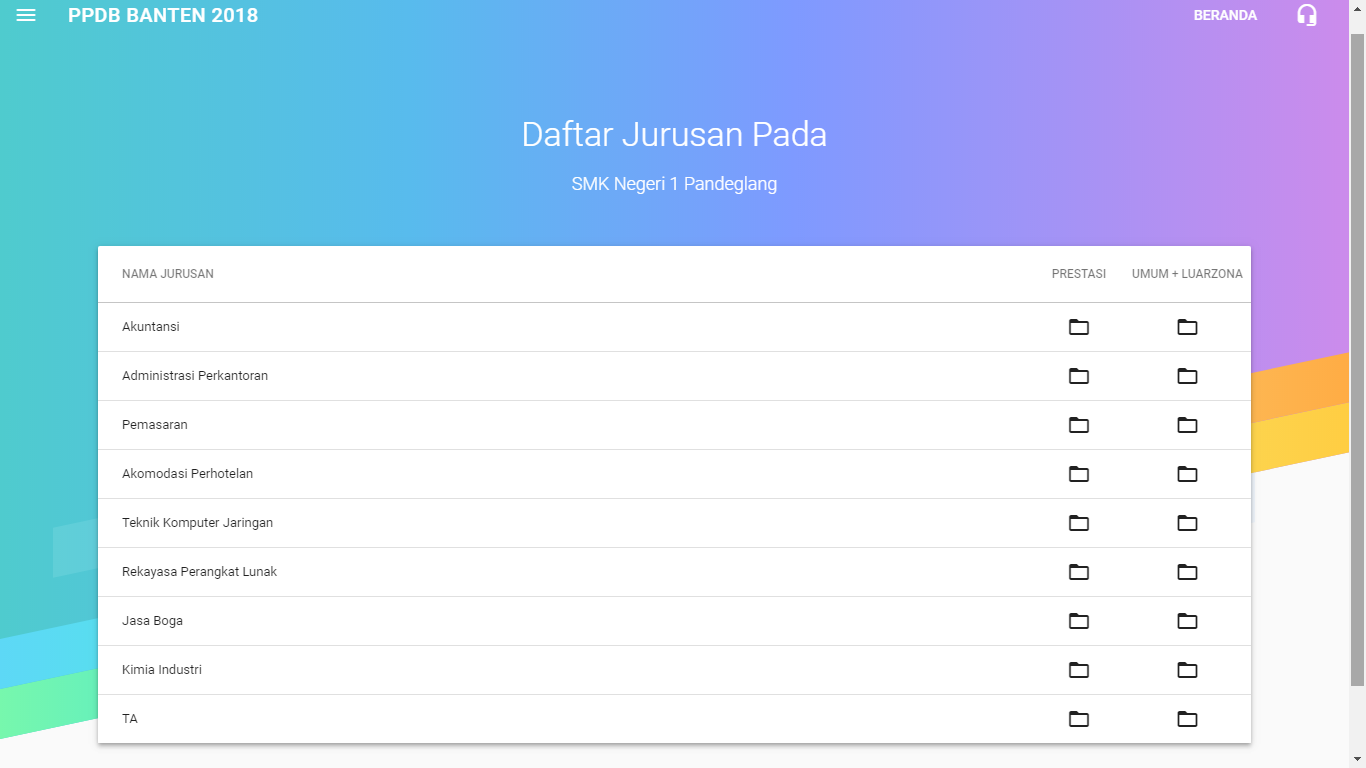 PPDB BANTEN 2018
BERANDA
Daftar Jurusan Pada
SMK Negeri 1 Pandeglang
NAMA JURUSAN PRESTASI UMUM + LUARZONA
Akuntansi
Administrasi Perkantoran
Pemasaran
Akomodasi Perhotelan
Teknik Komputer Jaringan
Rekayasa Perangkat Lunak
Jasa Boga
Kimia Industri
TA